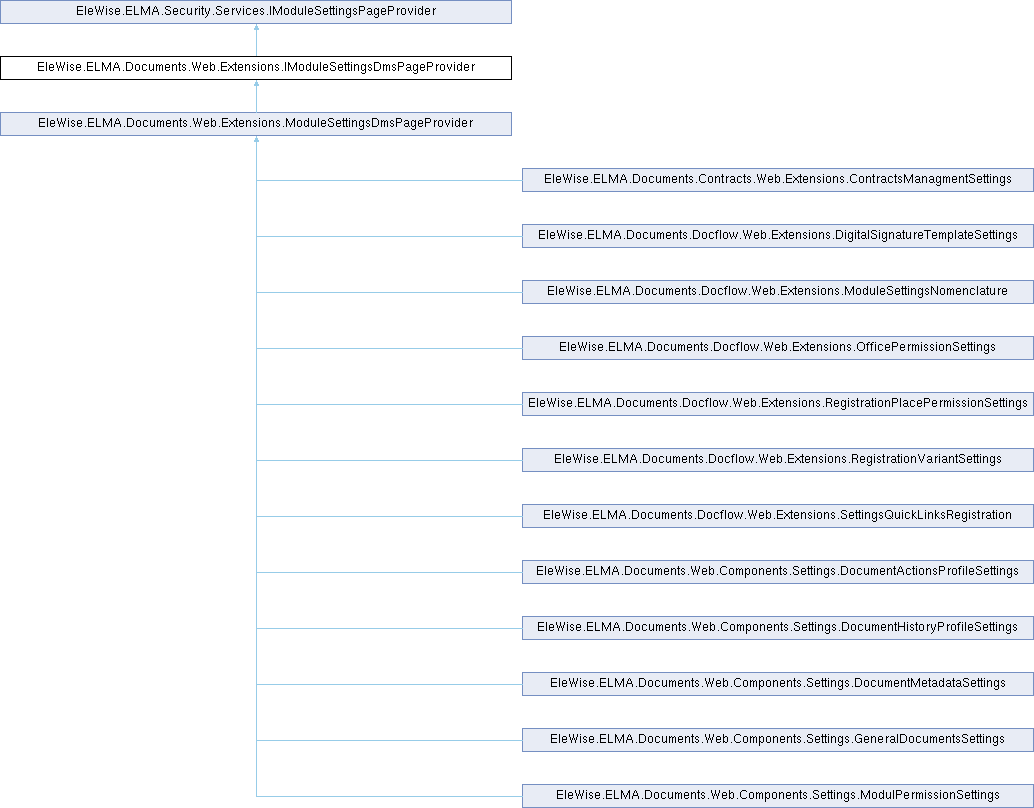 EleWise.ELMA.Security.Services.IModuleSettingsPageProvider
EleWise.ELMA.Documents.Web.Extensions.IModuleSettingsDmsPageProvider
EleWise.ELMA.Documents.Web.Extensions.ModuleSettingsDmsPageProvider
EleWise.ELMA.Documents.Contracts.Web.Extensions.ContractsManagmentSettings
EleWise.ELMA.Documents.Docflow.Web.Extensions.DigitalSignatureTemplateSettings
EleWise.ELMA.Documents.Docflow.Web.Extensions.ModuleSettingsNomenclature
EleWise.ELMA.Documents.Docflow.Web.Extensions.OfficePermissionSettings
EleWise.ELMA.Documents.Docflow.Web.Extensions.RegistrationPlacePermissionSettings
EleWise.ELMA.Documents.Docflow.Web.Extensions.RegistrationVariantSettings
EleWise.ELMA.Documents.Docflow.Web.Extensions.SettingsQuickLinksRegistration
EleWise.ELMA.Documents.Web.Components.Settings.DocumentActionsProfileSettings
EleWise.ELMA.Documents.Web.Components.Settings.DocumentHistoryProfileSettings
EleWise.ELMA.Documents.Web.Components.Settings.DocumentMetadataSettings
EleWise.ELMA.Documents.Web.Components.Settings.GeneralDocumentsSettings
EleWise.ELMA.Documents.Web.Components.Settings.ModulPermissionSettings